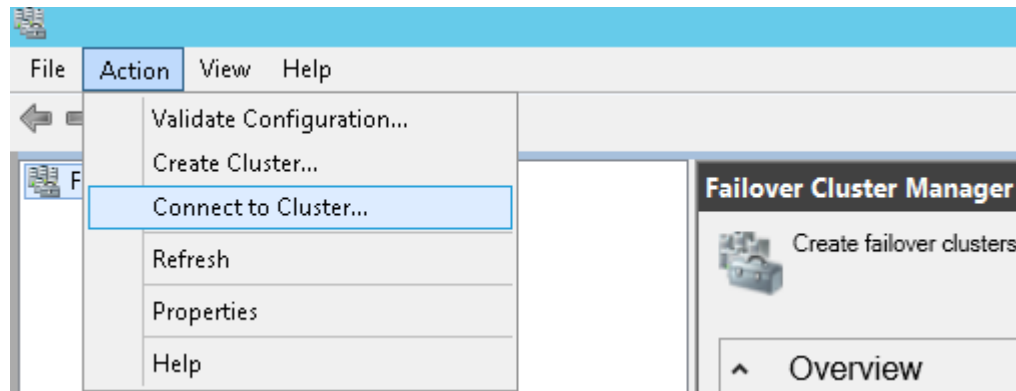 File Action View Help
Validate Configuration...
Create Cluster...
F
Connect to Cluster...
Refresh
Properties
Help
Failover Cluster Manager
Create failover clusters
Overview